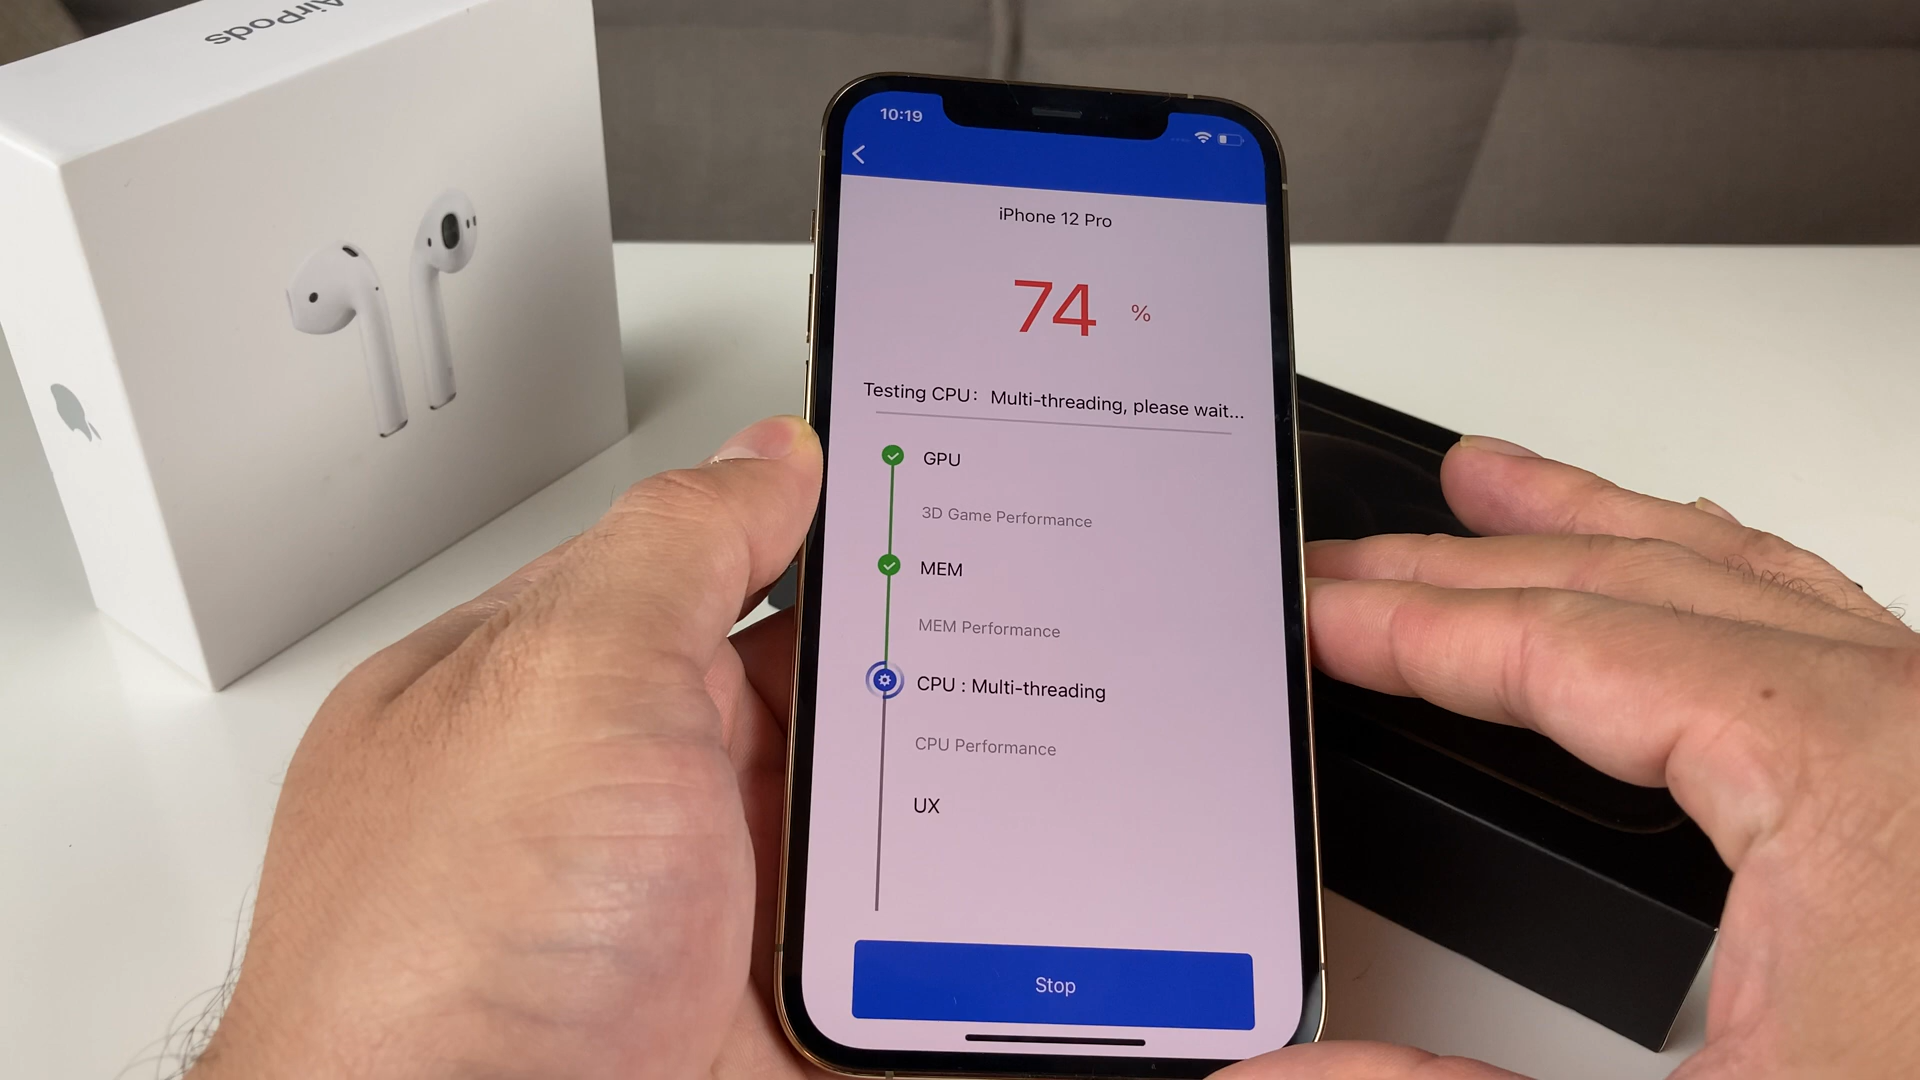 AirPods
10:19
iPhone 12 Pro
74 %
Testing CPU: Multi-threading, please wait...
GPU
3D Game Performance
MEM
MEM Performance
CPU : Multi-threading
CPU Performance
UX
Stop